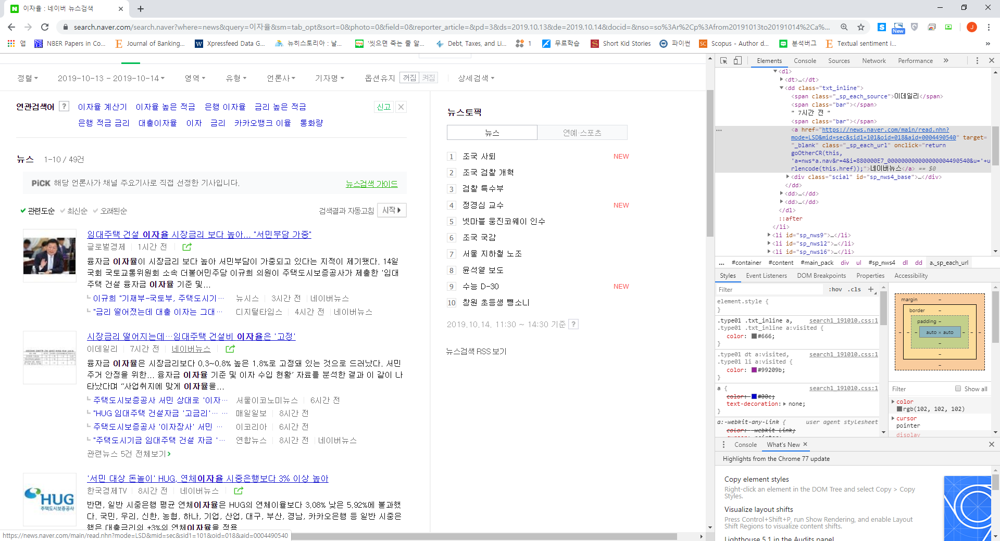 이자율 : 네이버 뉴스검색
search.naver.com/search.naver?where=news&query=이자율&sm=tab_opt&sort=0&photo=0&field=0&reporter_article=&pd=3&ds=2019.10.13&de=2019.10.14&docid=&nso=so%3Ar%2Cp%3Afrom20191013to20191014%2Ca%...
New
J
앱
NBER Papers in Co...
Journal of Banking...
Xpressfeed Data G...
뉴히스토리아 : 날...
'씻으면 죽는 줄 알...
Debt, Taxes, and Li...
1
무료학습
Short Kid Stories
파이썬
Scopus - Author d...
분석버그
Textual sentiment i...
정렬
2019-10-13 - 2019-10-14
영역
유형
언론사
기자명
옵션유지 꺼짐 켜짐
상세검색
연관검색어 ?
이자율 계산기 이자율 높은 적금 은행 이자율 금리 높은 적금
신고
은행 적금 금리 대출이자율 이자 금리 카카오뱅크 이율 통화량
뉴스 1-10 / 49건
PiCK 해당 언론사가 채널 주요기사로 직접 선정한 기사입니다.
뉴스검색 가이드
관련도순 최신순 오래된순
검색결과 자동고침 시작
임대주택 건설 이자율 시장금리 보다 높아... "서민부담 가중"
글로벌경제 1시간 전
융자금 이자율이 시장금리 보다 높아 서민부담이 가중되고 있다는 지적이 제기됐다. 14일
국회 국토교통위원회 소속 더불어민주당 이규희 의원이 주택도시보증공사가 제출한 '임대
주택 건설 융자금 이자율 기준 및...
이규희 "기재부-국토부, 주택도시기… 뉴시스 3시간 전 네이버뉴스
"금리 떨어졌는데 대출 이자는 그대… 디지털타임스 4시간 전 네이버뉴스
시장금리 떨어지는데…임대주택 건설비 이자율은 '고정'
이데일리 7시간 전 네이버뉴스
융자금 이자율은 시장금리보다 0.3~0.8% 높은 1.8%로 고정돼 있는 것으로 드러났다. 서민
주거 안정을 위한... 융자금 이자율 기준 및 이자 수입 현황’ 자료를 분석한 결과 이 같이 나
타났다며 “사업취지에 맞게 이자율을...
주택도시보증공사 서민 상대로 '이자… 서울이코노미뉴스 6시간 전
"HUG 임대주택 건설자금 '고금리'… … 매일일보 8시간 전
주택도시보증공사 '이자장사' 서민 … 이코리아 6시간 전
"주택도시기금 임대주택 건설 자금 '… 연합뉴스 8시간 전 네이버뉴스
관련뉴스 5건 전체보기
'서민 대상 돈놀이' HUG, 연체이자율 시중은행보다 3% 이상 높아
한국경제TV 8시간 전 네이버뉴스
HUG
주택도시보증공사
반면, 일반 시중은행 평균 연체이자율은 HUG의 연체이율보다 3.08% 낮은 5.92%에 불과했
다. 국민, 우리, 신한, 농협, 하나, 기업, 산업, 대구, 부산, 경남, 카카오은행 등 일반 시중은
행은 대출금리의 +3%의 연체이자율을 적용
https://news.naver.com/main/read.nhn?mode=LSD&mid=sec&sid1=101&oid=018&aid=0004490540
뉴스토픽
뉴스 연예·스포츠
1 조국 사퇴 NEW
2 조국 검찰 개혁
3 검찰 특수부
4 정경심 교수 NEW
5 넷마블 웅진코웨이 인수
6 조국 국감
7 서울 지하철 노조
8 윤석열 보도
9 수능 D-30 NEW
10 창원 초등생 뺑소니
2019.10.14. 11:30 ~ 14:30 기준 ?
뉴스검색 RSS 보기
Elements Console Sources Network Performance »
<dl>
<dt>…</dt>
<dd class="txt_inline">
<span class="_sp_each_source">이데일리</span>
<span class="bar"></span>
" 7시간 전 "
<span class="bar"></span>
<a href="https://news.naver.com/main/read.nhn?
mode=LSD&mid=sec&sid1=101&oid=018&aid=0004490540" target=
"_blank" class="_sp_each_url" onclick="return
goOtherCR(this,
'a=nws*a.nav&r=4&i=880000E7_000000000000000004490540&u='+u
rlencode(this.href));">네이버뉴스</a> == $0
<div class="scial" id="sp_nws4_base">…</div>
</dd>
<dd>…</dd>
<dd>…</dd>
</dl>
::after
</li>
<li id="sp_nws9">…</li>
<li id="sp_nws12">…</li>
<li id="sp_nws16">…</li>
... #container #content #main_pack div ul #sp_nws4 dl dd a._sp_each_url
Styles Event Listeners DOM Breakpoints Properties Accessibility
Filter :hov .cls +
element.style {
}
.type01 .txt_inline a, search1_191010.css:1
.type01 .txt_inline a:visited {
color: #666;
}
.type01 dt a:visited, search1_191010.css:1
.type01 li a:visited {
color: #99209b;
}
a { search1_191010.css:1
color: #00c;
text-decoration: none;
}
a:-webkit-any-link { user agent stylesheet
color: -webkit-link;
cursor: pointer;
margin
border
padding
auto × auto
Filter Show all
color
rgb(102, 102, 102)
cursor
pointer
display
Console What's New
Highlights from the Chrome 77 update
Copy element styles
Right-click an element in the DOM Tree and select Copy > Copy
Styles.
Visualize layout shifts
Press Control+Shift+P, run Show Rendering, and enable Layout
Shift Regions to visualize content shifts.
Lighthouse 5.1 in the Audits panel